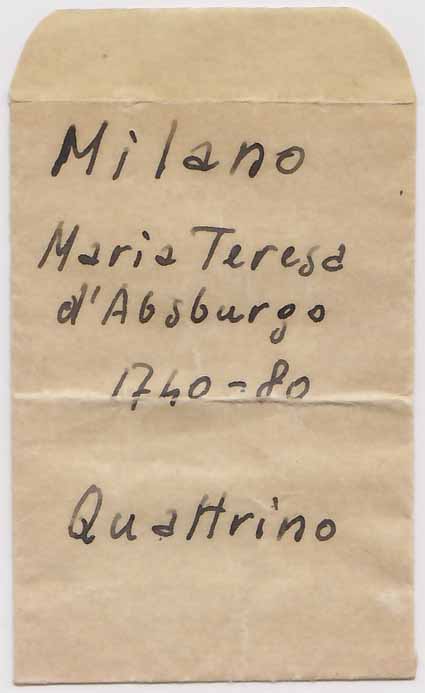 Milano
Maria Teresa
d'Absburgo
1740-80
Quattrino